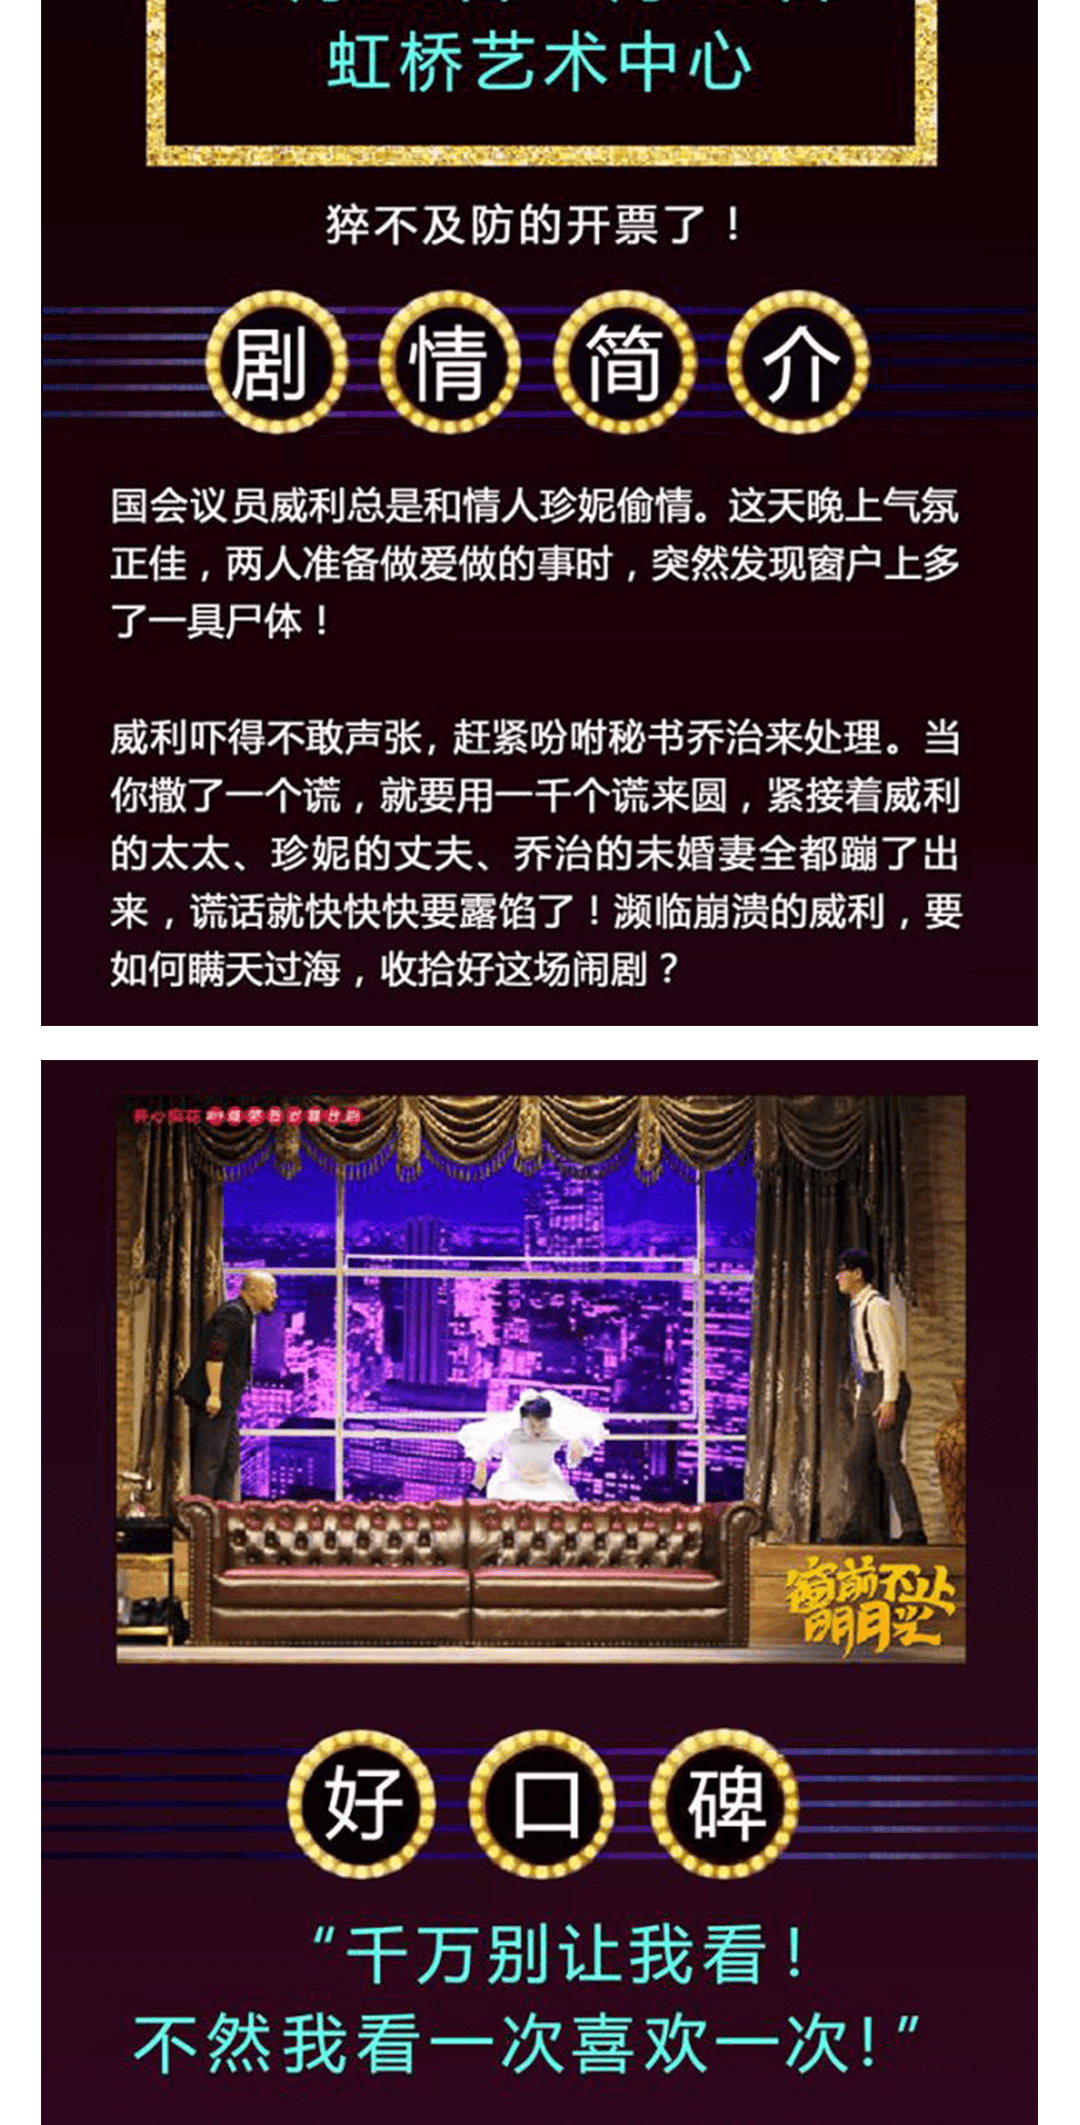 虹桥艺术中心
猝不及防的开票了！
剧情简介
国会议员威利总是和情人珍妮偷情。这天晚上气氛
正佳，两人准备做爱做的事时，突然发现窗户上多
了一具尸体！
威利吓得不敢声张，赶紧吩咐秘书乔治来处理。当
你撒了一个谎，就要用一千个谎来圆，紧接着威利
的太太、珍妮的丈夫、乔治的未婚妻全都蹦了出
来，谎话就快快快要露馅了！濒临崩溃的威利，要
如何瞒天过海，收拾好这场闹剧？
开心麻花
窗前不止
明月光
好口碑
“千万别让我看！
不然我看一次喜欢一次！”